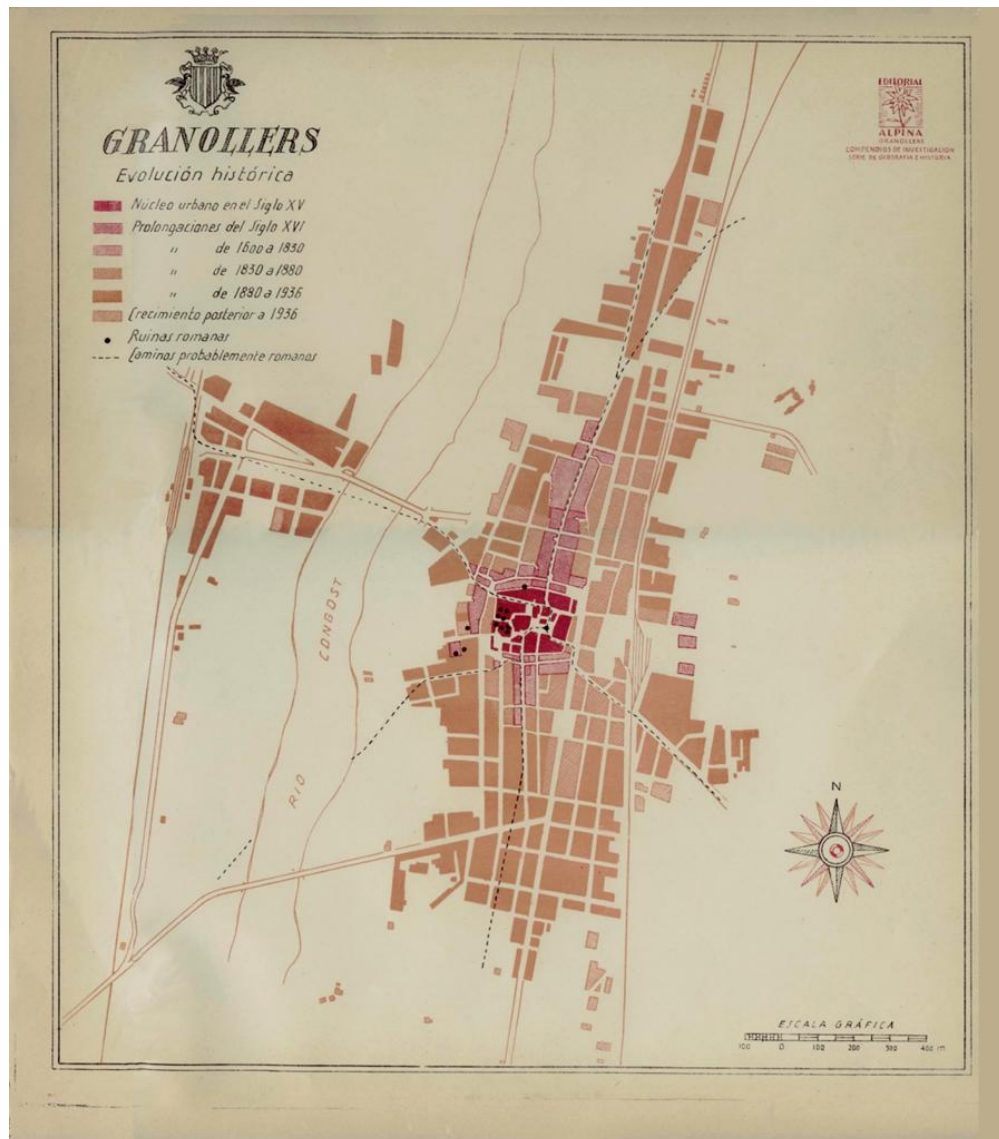 GRANOLLERS
Evolución histórica
Núcleo urbano en el Siglo XV
Prolongaciones del Siglo XVI
" de 1600 a 1830
" de 1830 a 1880
" de 1880 a 1936
Crecimiento posterior a 1936
Ruinas romanas
Caminos probablemente romanos
EDITORIAL
ALPINA
GRANOLLERS
COMPENDIOS DE INVESTIGACION
SERIE DE GEOGRAFIA E HISTORIA
RIO CONGOST
N
ESCALA GRÁFICA
100 0 100 200 300 400 m